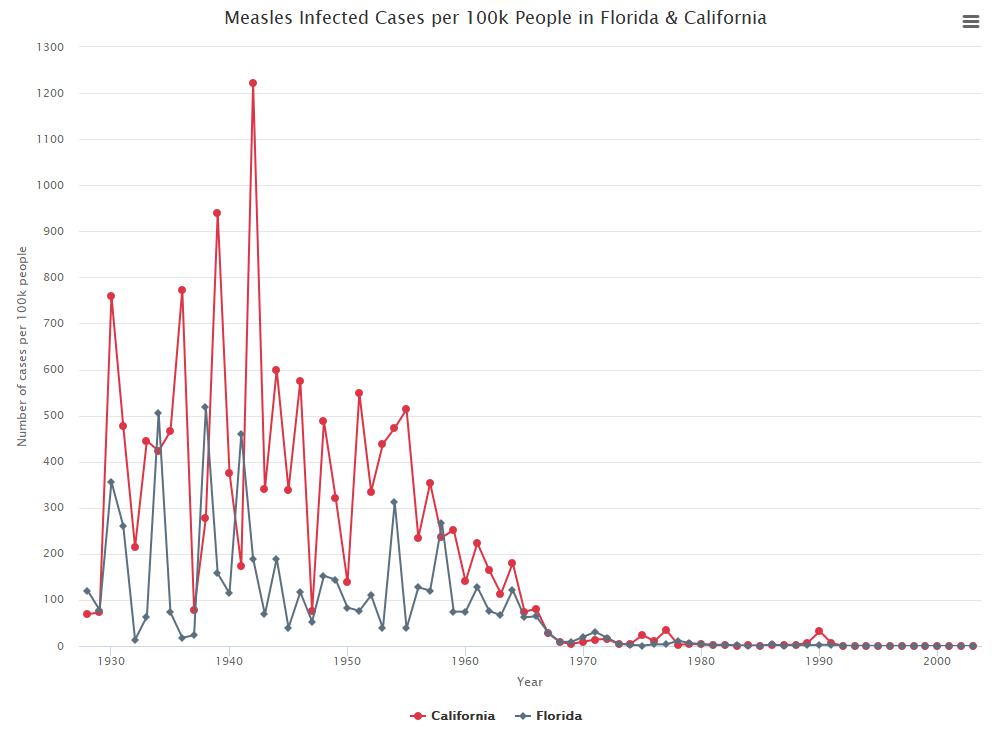 Measles Infected Cases per 100k People in Florida & California
Number of cases per 100k people
1300
1200
1100
1000
900
800
700
600
500
400
300
200
100
0
1930 1940 1950 1960 1970 1980 1990 2000
Year
California Florida